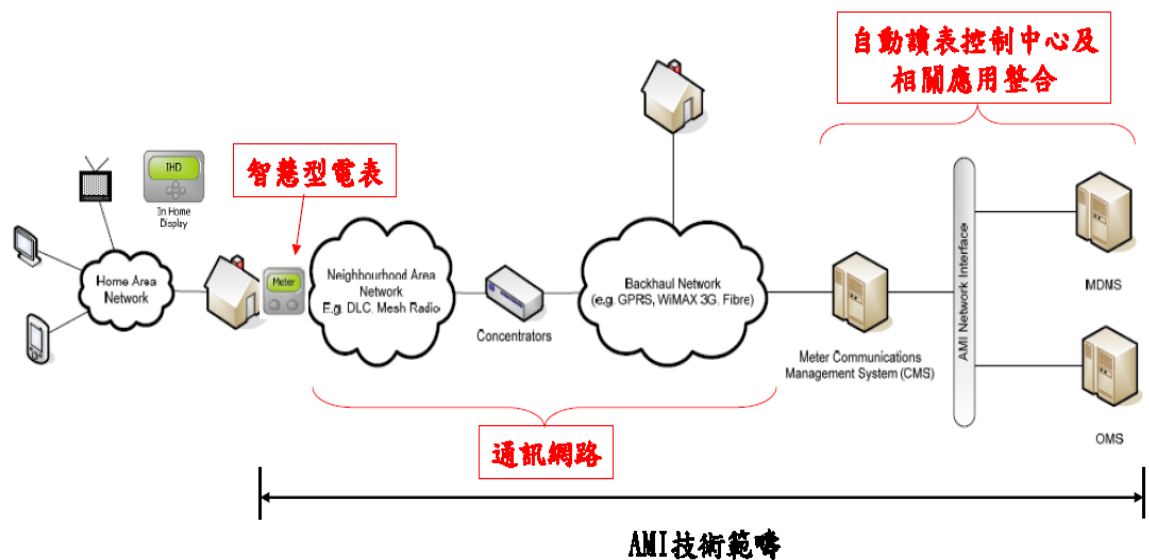 自動讀表控制中心及
相關應用整合
智慧型電表
IHD
In Home
Display
Home Area
Network
Meter
Neighbourhood Area
Network
E.g. DLC, Mesh Radio
Concentrators
Backhaul Network
(e.g. GPRS, WiMAX 3G, Fibre)
Meter Communications
Management System (CMS)
AMI Network Interface
MDMS
OMS
通訊網路
AMI技術範疇